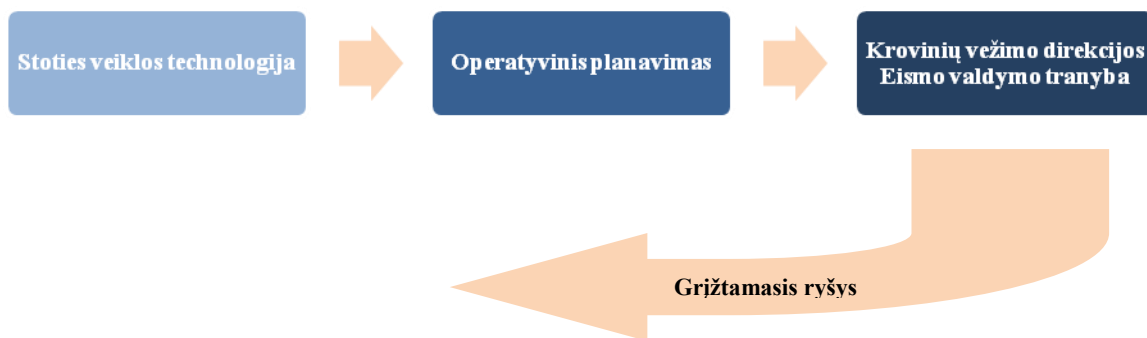 Stoties veiklos technologija
Operatyvinis planavimas
Krovinių vežimo direkcijos
Eismo valdymo tranyba
Grįžtamasis ryšys